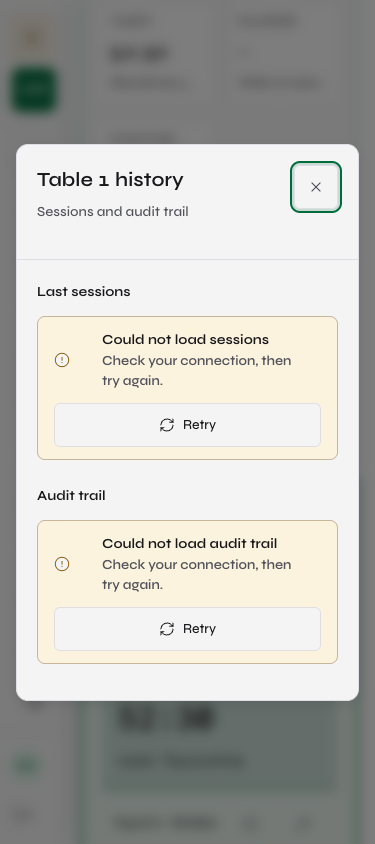 Table 1 history
Sessions and audit trail
Last sessions
Could not load sessions
Check your connection, then
try again.
Retry
Audit trail
Could not load audit trail
Check your connection, then
try again.
Retry